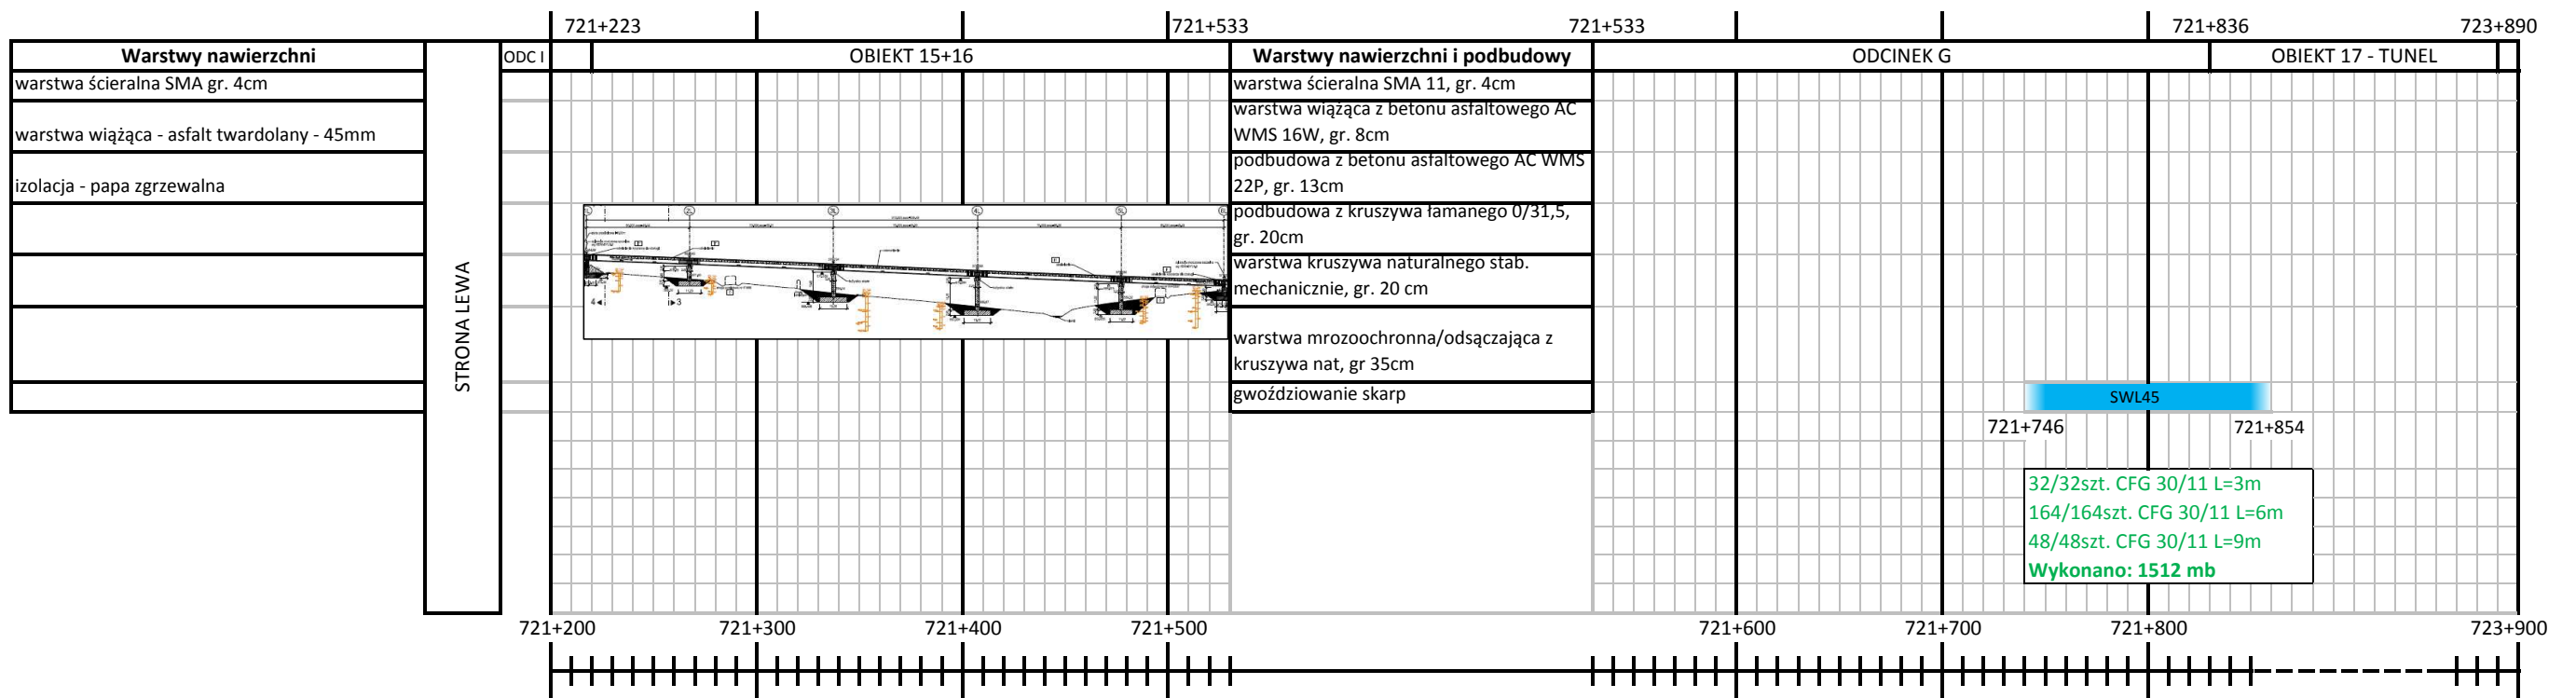 721+223
721+533
721+533
721+836
723+890
Warstwy nawierzchni
ODC I
OBIEKT 15+16
Warstwy nawierzchni i podbudowy
ODCINEK G
OBIEKT 17 - TUNEL
warstwa ścieralna SMA gr. 4cm
warstwa wiążąca - asfalt twardolany - 45mm
izolacja - papa zgrzewalna
STRONA LEWA
4
3
warstwa ścieralna SMA 11, gr. 4cm
warstwa wiążąca z betonu asfaltowego AC
WMS 16W, gr. 8cm
podbudowa z betonu asfaltowego AC WMS
22P, gr. 13cm
podbudowa z kruszywa łamanego 0/31,5,
gr. 20cm
warstwa kruszywa naturalnego stab.
mechanicznie, gr. 20 cm
warstwa mrozoochronna/odsączająca z
kruszywa nat, gr 35cm
gwoździowanie skarp
SWL45
721+746
721+854
32/32szt. CFG 30/11 L=3m
164/164szt. CFG 30/11 L=6m
48/48szt. CFG 30/11 L=9m
Wykonano: 1512 mb
721+200
721+300
721+400
721+500
721+600
721+700
721+800
723+900